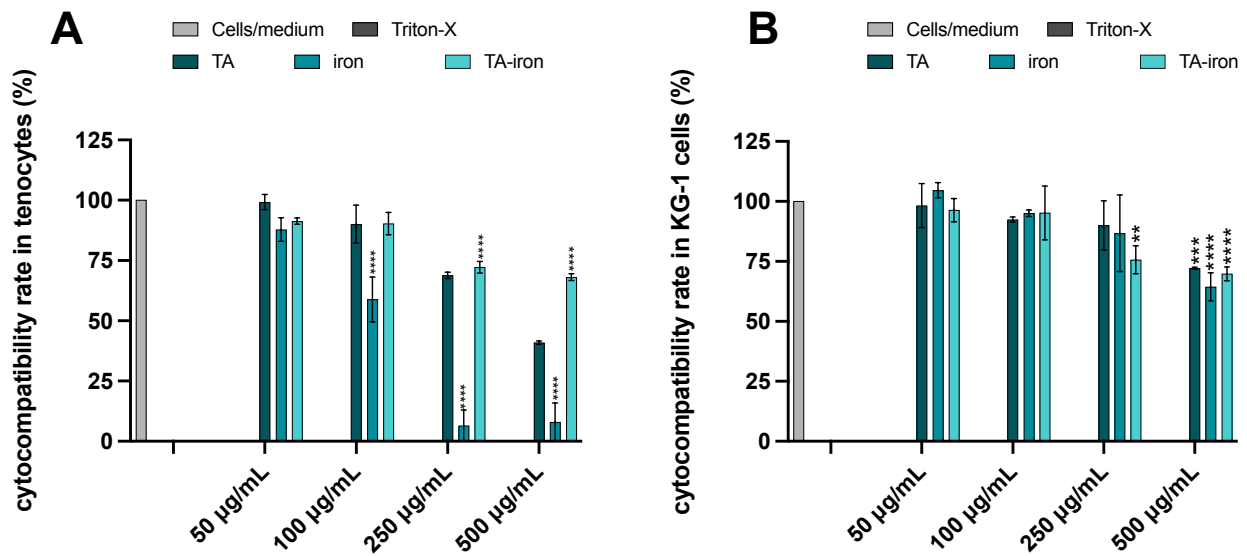 A
Cells/medium Triton-X
TA iron TA-iron
cytocompatibility rate in tenocytes (%)
125
100
75
50
25
0
****
****
****
****
****
50 µg/mL
100 µg/mL
250 µg/mL
500 µg/mL
B
Cells/medium Triton-X
TA iron TA-iron
cytocompatibility rate in KG-1 cells (%)
125
100
75
50
25
0
**
***
****
****
50 µg/mL
100 µg/mL
250 µg/mL
500 µg/mL